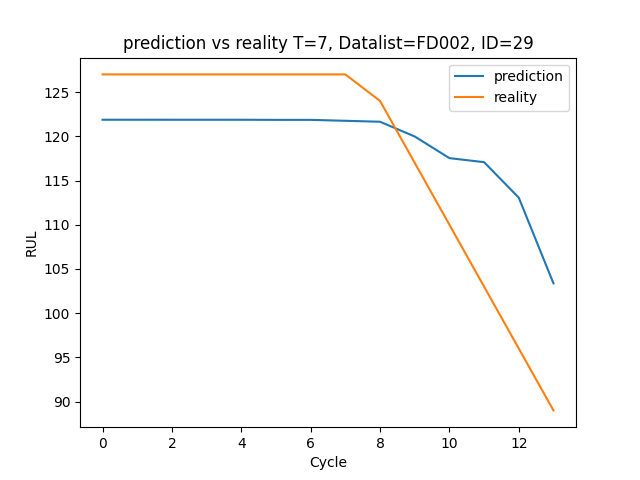 prediction vs reality T=7, Datalist=FD002, ID=29
prediction
reality
125
120
115
110
105
100
95
90
RUL
0 2 4 6 8 10 12
Cycle